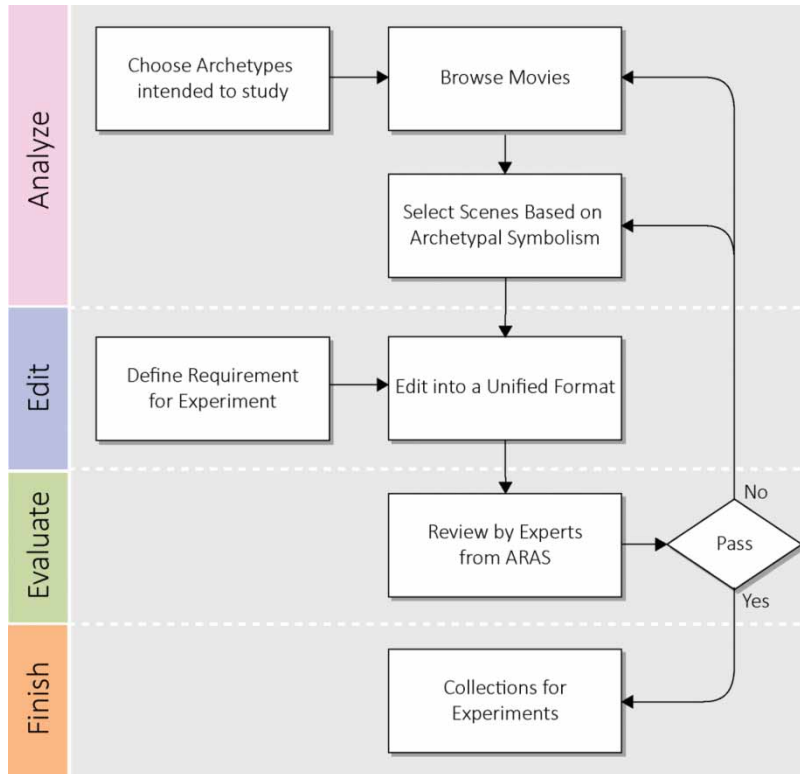 Analyze
Choose Archetypes
intended to study
Browse Movies
Select Scenes Based on
Archetypal Symbolism
Edit
Define Requirement
for Experiment
Edit into a Unified Format
Evaluate
Review by Experts
from ARAS
No
Pass
Yes
Finish
Collections for
Experiments